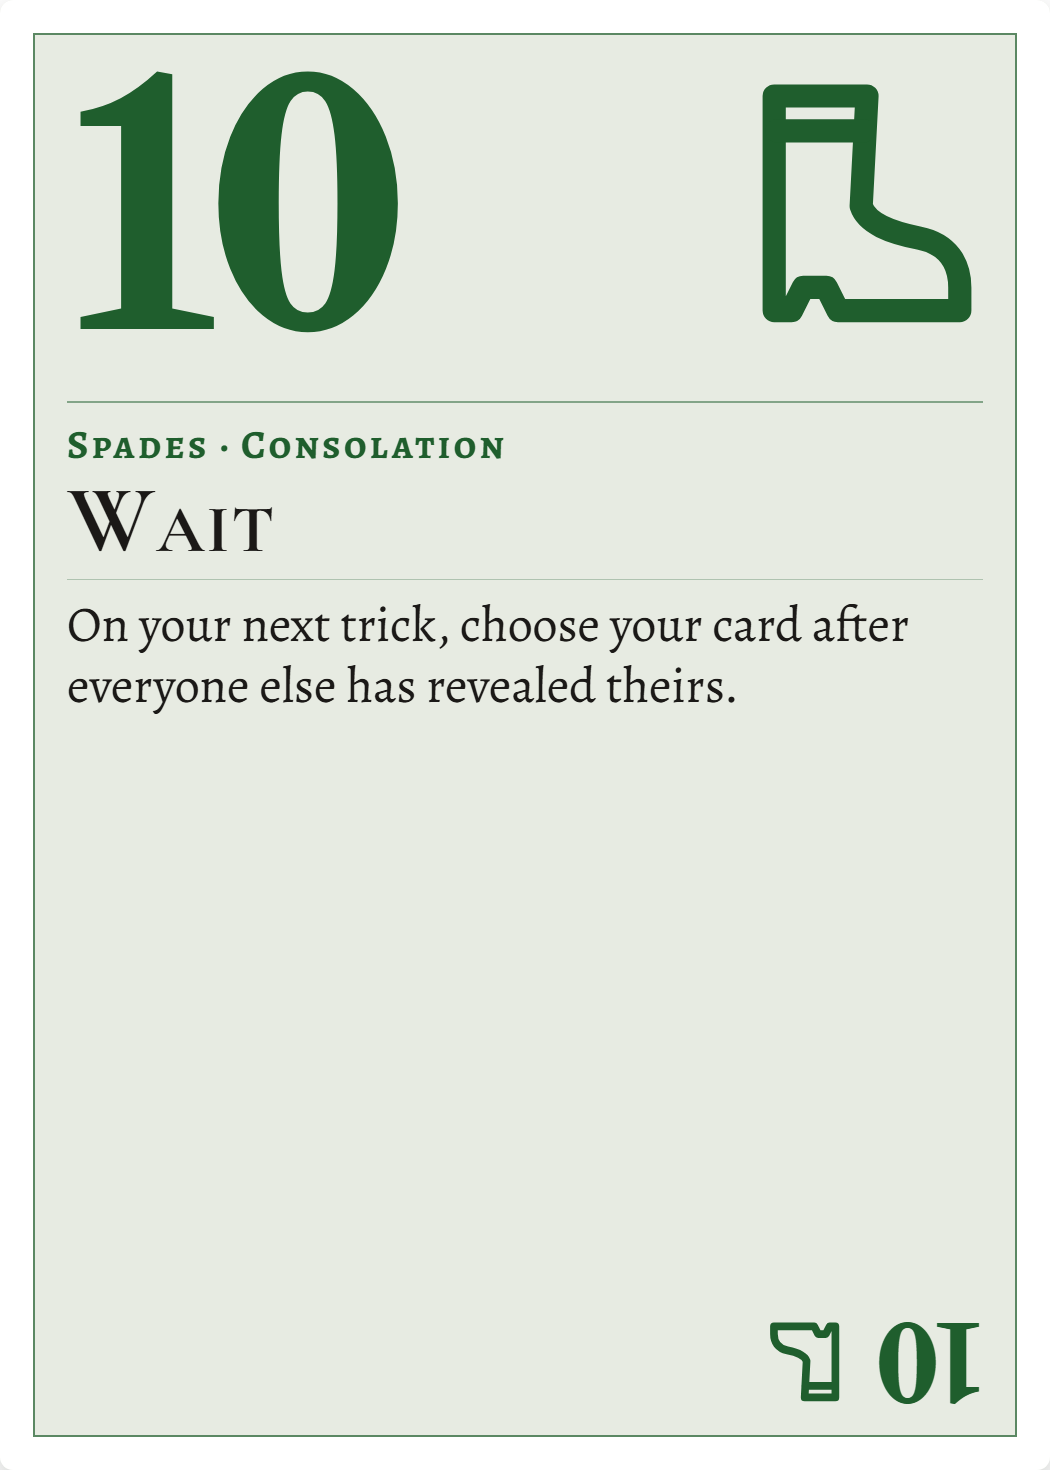 10
Spades · Consolation
Wait
On your next trick, choose your card after
everyone else has revealed theirs.
10